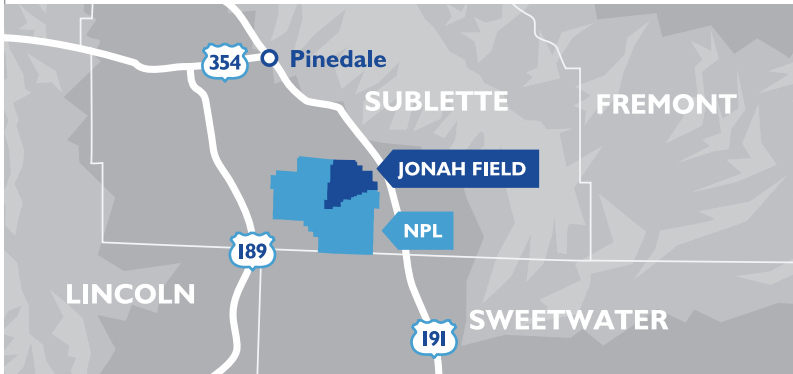 354
Pinedale
SUBLETTE
FREMONT
JONAH FIELD
NPL
189
LINCOLN
SWEETWATER
191